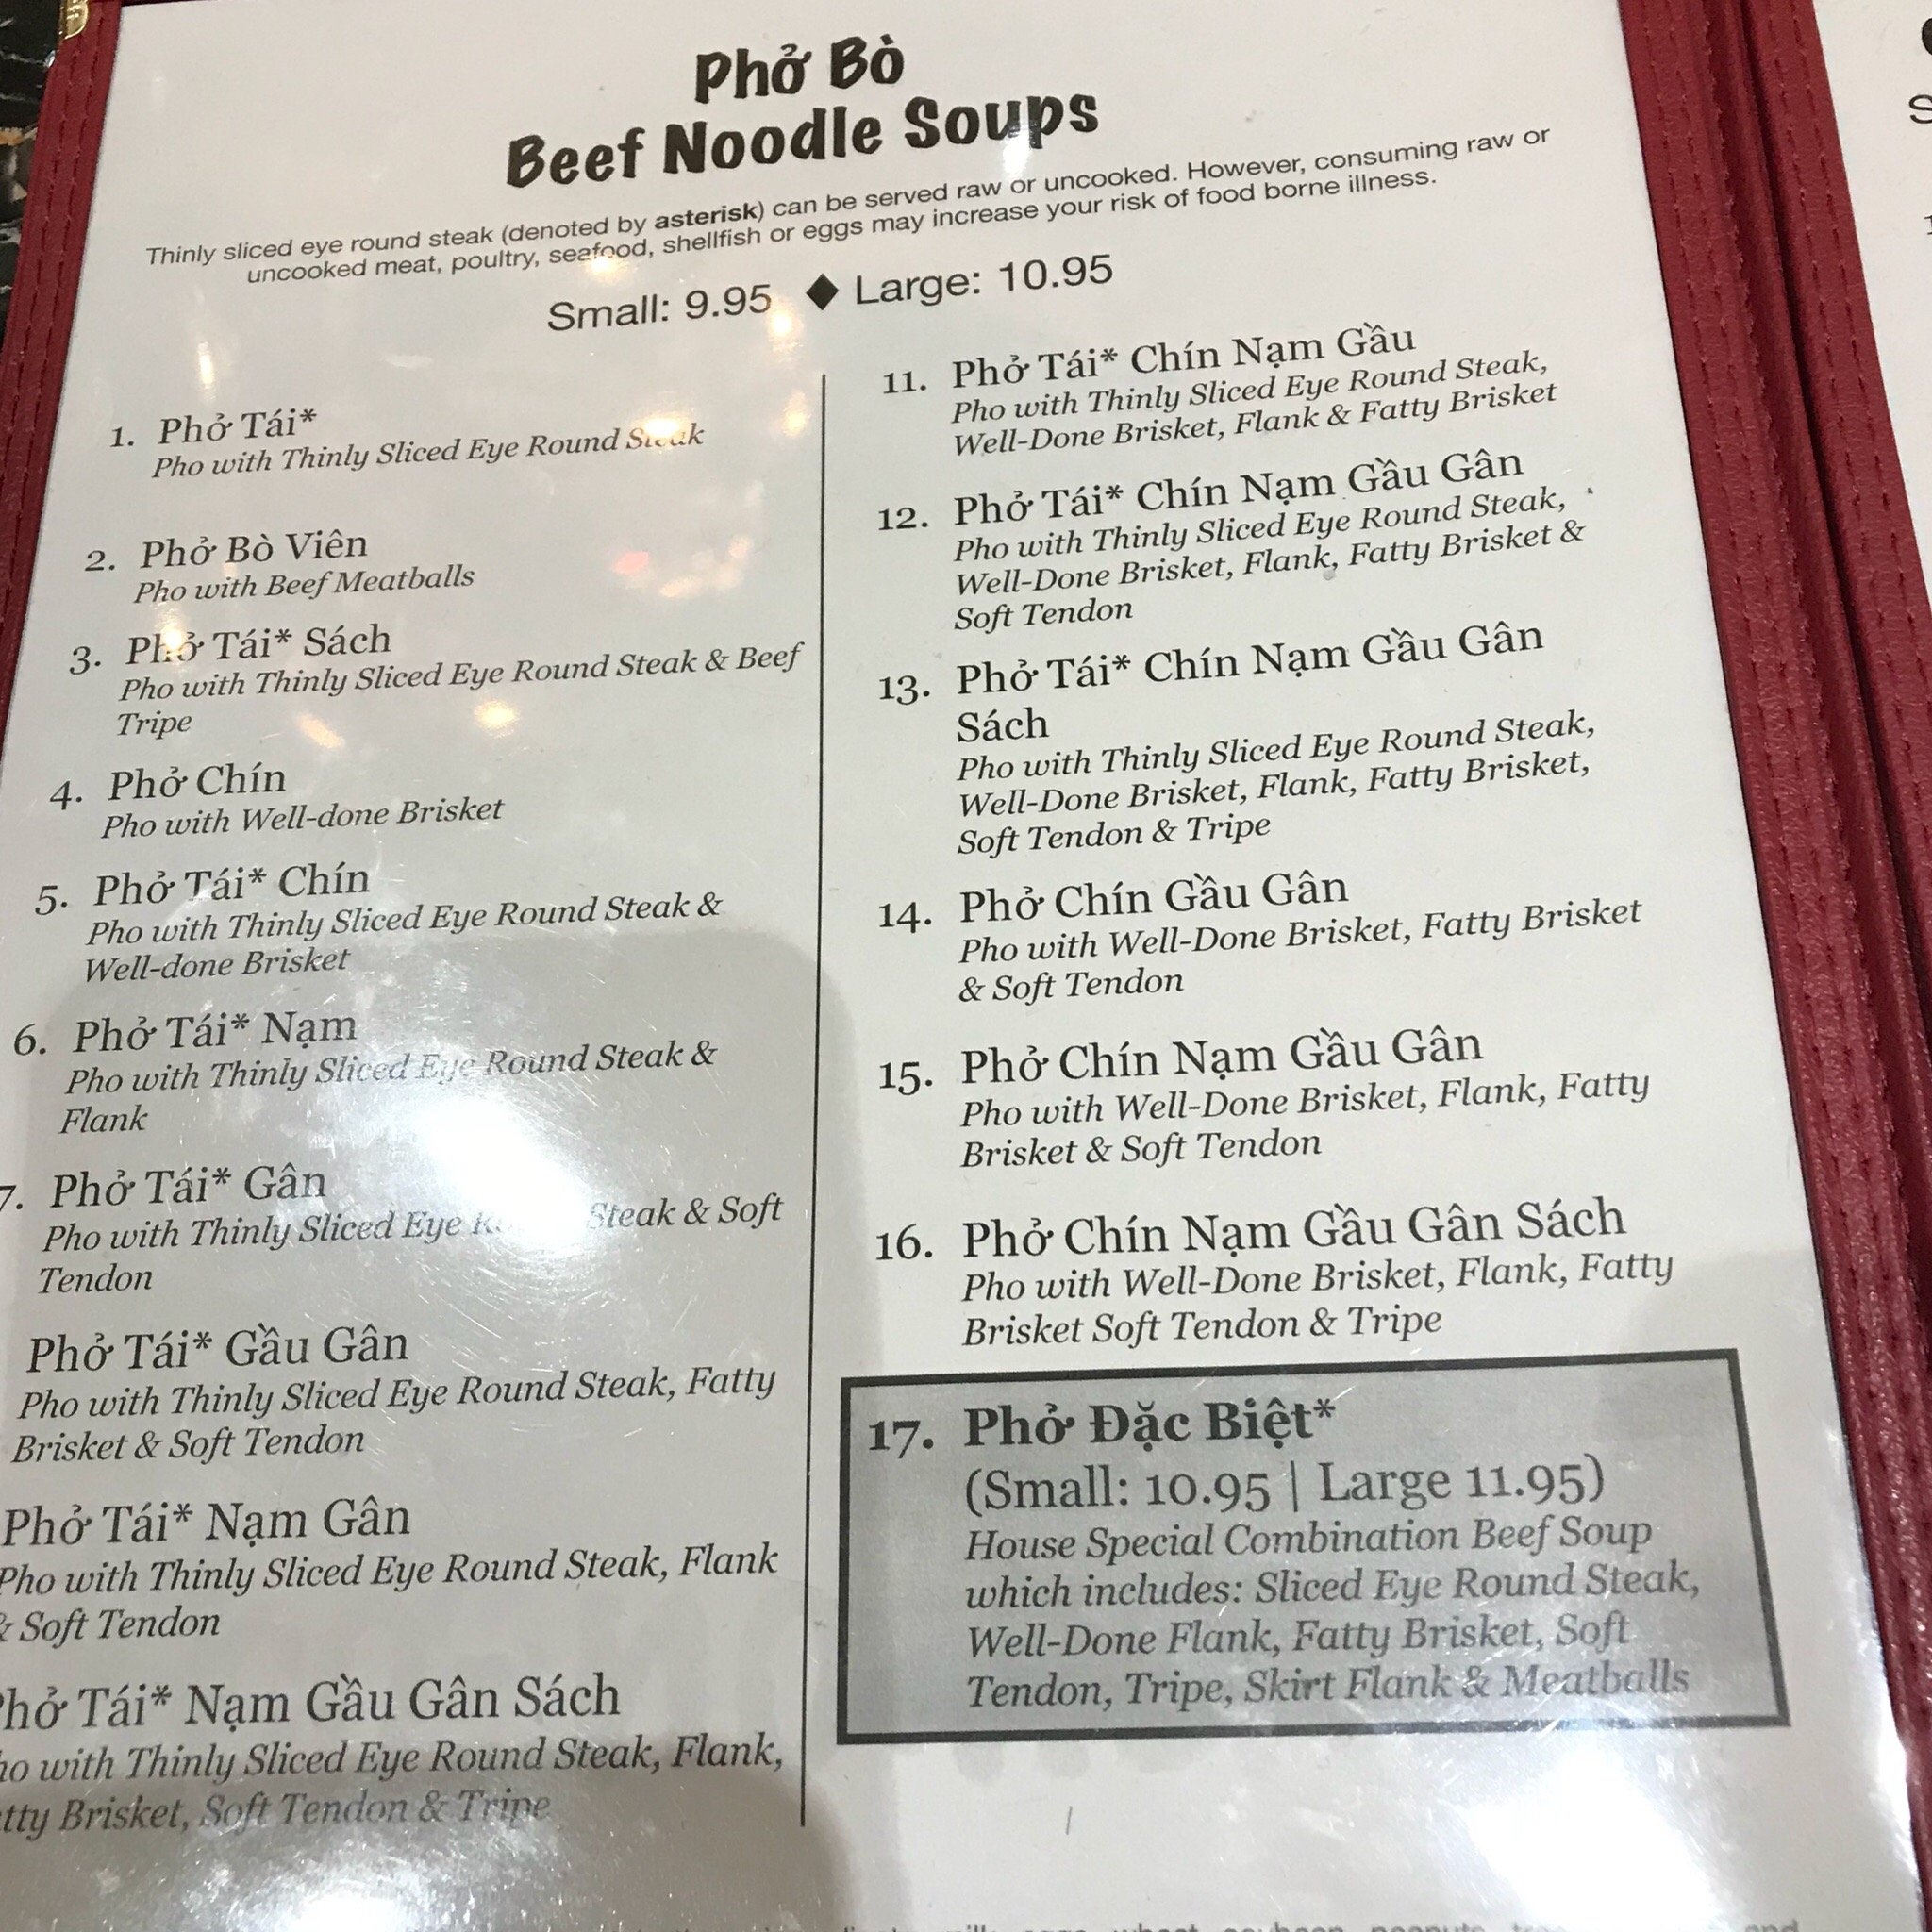 Phở Bò
Beef Noodle Soups
Thinly sliced eye round steak (denoted by asterisk) can be served raw or uncooked. However, consuming raw or
uncooked meat, poultry, seafood, shellfish or eggs may increase your risk of food borne illness.
Small: 9.95 ◆ Large: 10.95
1. Phở Tái*
Pho with Thinly Sliced Eye Round Steak
2. Phở Bò Viên
Pho with Beef Meatballs
3. Phở Tái* Sách
Pho with Thinly Sliced Eye Round Steak & Beef
Tripe
4. Phở Chín
Pho with Well-done Brisket
5. Phở Tái* Chín
Pho with Thinly Sliced Eye Round Steak &
Well-done Brisket
6. Phở Tái* Nạm
Pho with Thinly Sliced Eye Round Steak &
Flank
7. Phở Tái* Gân
Pho with Thinly Sliced Eye Steak & Soft
Tendon
Phở Tái* Gầu Gân
Pho with Thinly Sliced Eye Round Steak, Fatty
Brisket & Soft Tendon
Phở Tái* Nạm Gân
Pho with Thinly Sliced Eye Round Steak, Flank
& Soft Tendon
Phở Tái* Nạm Gầu Gân Sách
with Thinly Sliced Eye Round Steak, Flank,
Brisket, Soft Tendon & Tripe
11. Phở Tái* Chín Nạm Gầu
Pho with Thinly Sliced Eye Round Steak,
Well-Done Brisket, Flank & Fatty Brisket
12. Phở Tái* Chín Nạm Gầu Gân
Pho with Thinly Sliced Eye Round Steak,
Well-Done Brisket, Flank, Fatty Brisket &
Soft Tendon
13. Phở Tái* Chín Nạm Gầu Gân
Sách
Pho with Thinly Sliced Eye Round Steak,
Well-Done Brisket, Flank, Fatty Brisket,
Soft Tendon & Tripe
14. Phở Chín Gầu Gân
Pho with Well-Done Brisket, Fatty Brisket
& Soft Tendon
15. Phở Chín Nạm Gầu Gân
Pho with Well-Done Brisket, Flank, Fatty
Brisket & Soft Tendon
16. Phở Chín Nạm Gầu Gân Sách
Pho with Well-Done Brisket, Flank, Fatty
Brisket Soft Tendon & Tripe
17. Phở Đặc Biệt*
(Small: 10.95 | Large 11.95)
House Special Combination Beef Soup
which includes: Sliced Eye Round Steak,
Well-Done Flank, Fatty Brisket, Soft
Tendon, Tripe, Skirt Flank & Meatballs